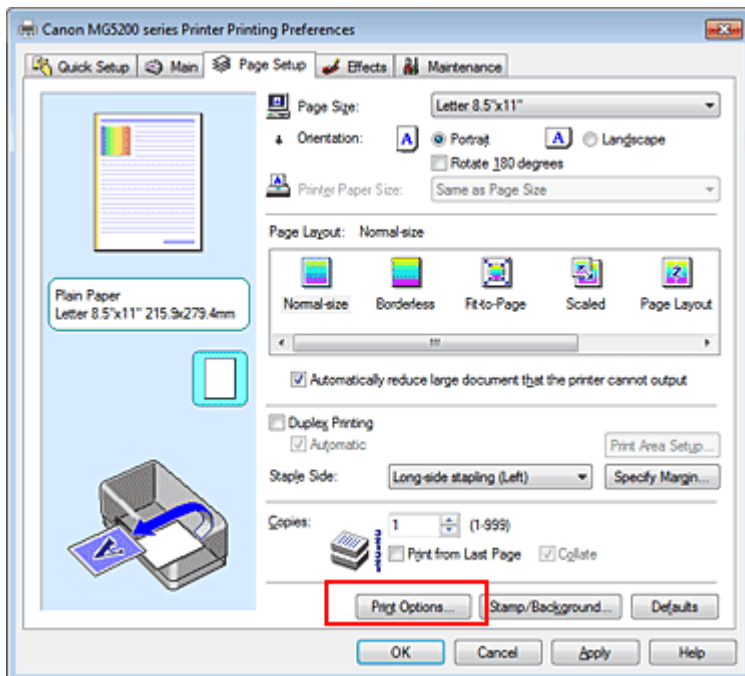 Canon MG5200 series Printer Printing Preferences
Quick Setup Main Page Setup Effects Maintenance
Page Size: Letter 8.5"x11"
Orientation: A Portrait A Landscape
Rotate 180 degrees
Printer Paper Size: Same as Page Size
Page Layout: Normal-size
Normal-size Borderless Fit-to-Page Scaled Page Layout
Plain Paper
Letter 8.5"x11" 215.9x279.4mm
Automatically reduce large document that the printer cannot output
Duplex Printing
Automatic Print Area Setup...
Staple Side: Long-side stapling (Left) Specify Margin...
Copies: 1 (1-999)
Print from Last Page Collate
Print Options... Stamp/Background... Defaults
OK Cancel Apply Help